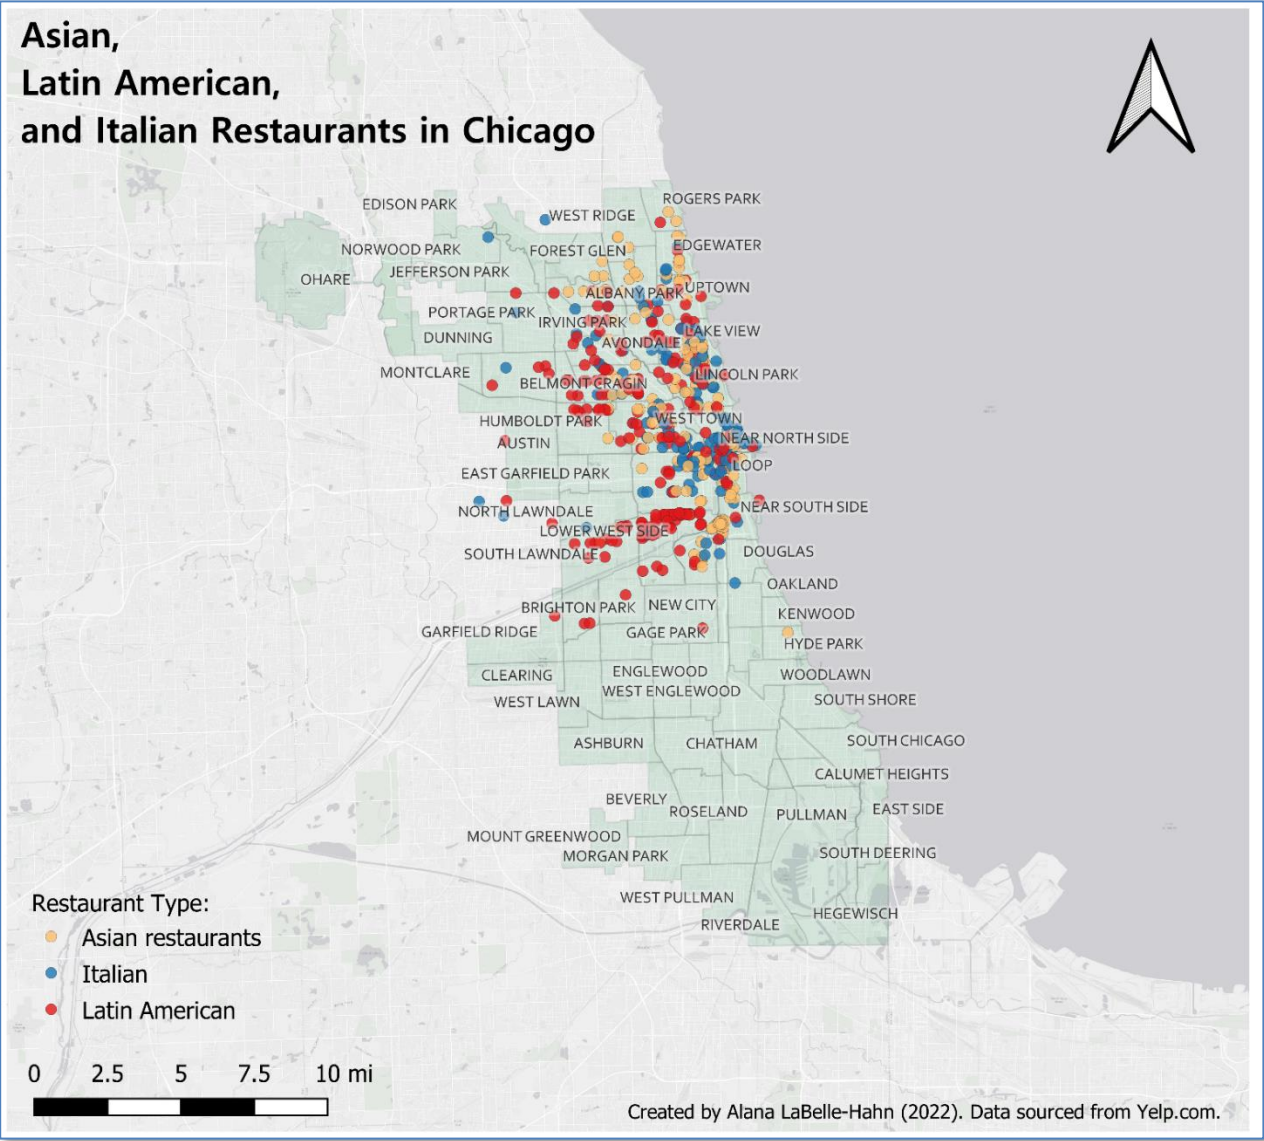 Asian,
Latin American,
and Italian Restaurants in Chicago
ROGERS PARK
EDISON PARK
WEST RIDGE
EDGEWATER
NORWOOD PARK
FOREST GLEN
JEFFERSON PARK
OHARE
ALBANY PARK
UPTOWN
PORTAGE PARK
IRVING PARK
LAKE VIEW
DUNNING
AVONDALE
MONTCLARE
LINCOLN PARK
BELMONT CRAGIN
HUMBOLDT PARK
WEST TOWN
NEAR NORTH SIDE
AUSTIN
LOOP
EAST GARFIELD PARK
NEAR SOUTH SIDE
NORTH LAWNDALE
LOWER WEST SIDE
SOUTH LAWNDALE
DOUGLAS
OAKLAND
BRIGHTON PARK
NEW CITY
KENWOOD
GARFIELD RIDGE
GAGE PARK
HYDE PARK
CLEARING
ENGLEWOOD
WOODLAWN
WEST ENGLEWOOD
WEST LAWN
SOUTH SHORE
ASHBURN
CHATHAM
SOUTH CHICAGO
CALUMET HEIGHTS
BEVERLY
ROSELAND
PULLMAN
EAST SIDE
MOUNT GREENWOOD
MORGAN PARK
SOUTH DEERING
WEST PULLMAN
HEGEWISCH
RIVERDALE
Restaurant Type:
Asian restaurants
Italian
Latin American
0 2.5 5 7.5 10 mi
Created by Alana LaBelle-Hahn (2022). Data sourced from Yelp.com.